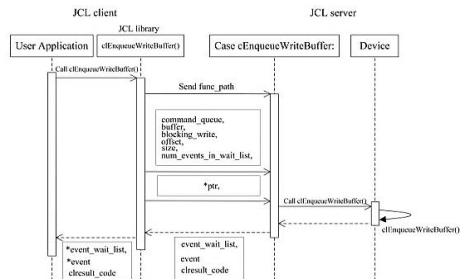 JCL client
JCL server
JCL library
User Application
clEnqueueWriteBuffer()
Case cEnqueueWriteBuffer:
Device
Call clEnqueueWriteBuffer()
Send func_path
command_queue,
buffer,
blocking_write,
offset,
size,
num_events_in_wait_list,
*ptr,
Call clEnqueueWriteBuffer()
clEnqueueWriteBuffer()
event_wait_list,
event
clresult_code
*event_wait_list,
*event
clresult_code